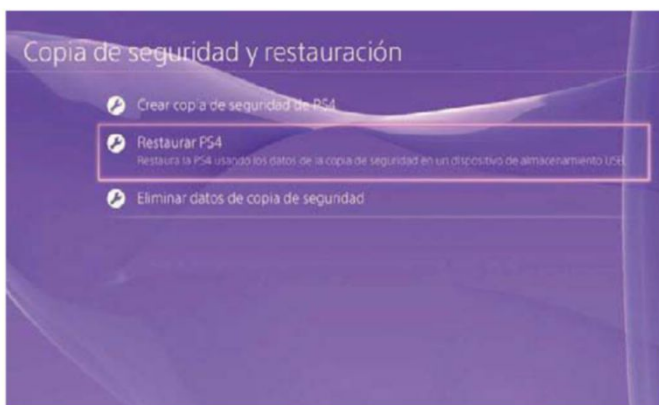 Copia de seguridad y restauración
Crear copia de seguridad de PS4
Restaurar PS4
Restaura la PS4 usando los datos de la copia de seguridad en un dispositivo de almacenamiento USB.
Eliminar datos de copia de seguridad